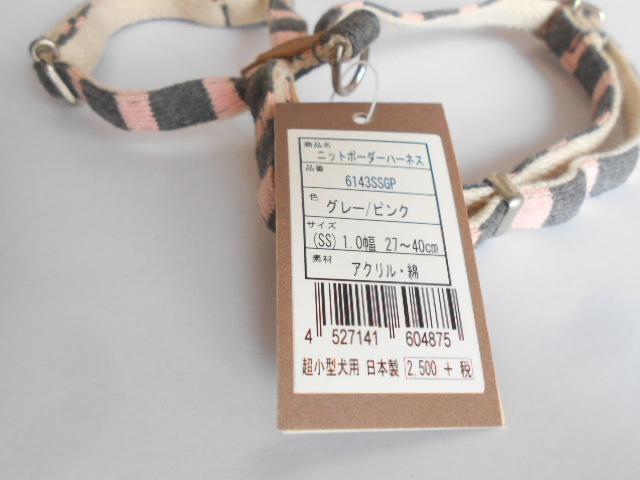 商品名
ニットボーダーハーネス
品番
6143SSGP
色
グレー/ピンク
サイズ
(SS) 1.0幅 27～40cm
素材
アクリル・綿
4 527141 604875
超小型犬用 日本製 2,500 + 税